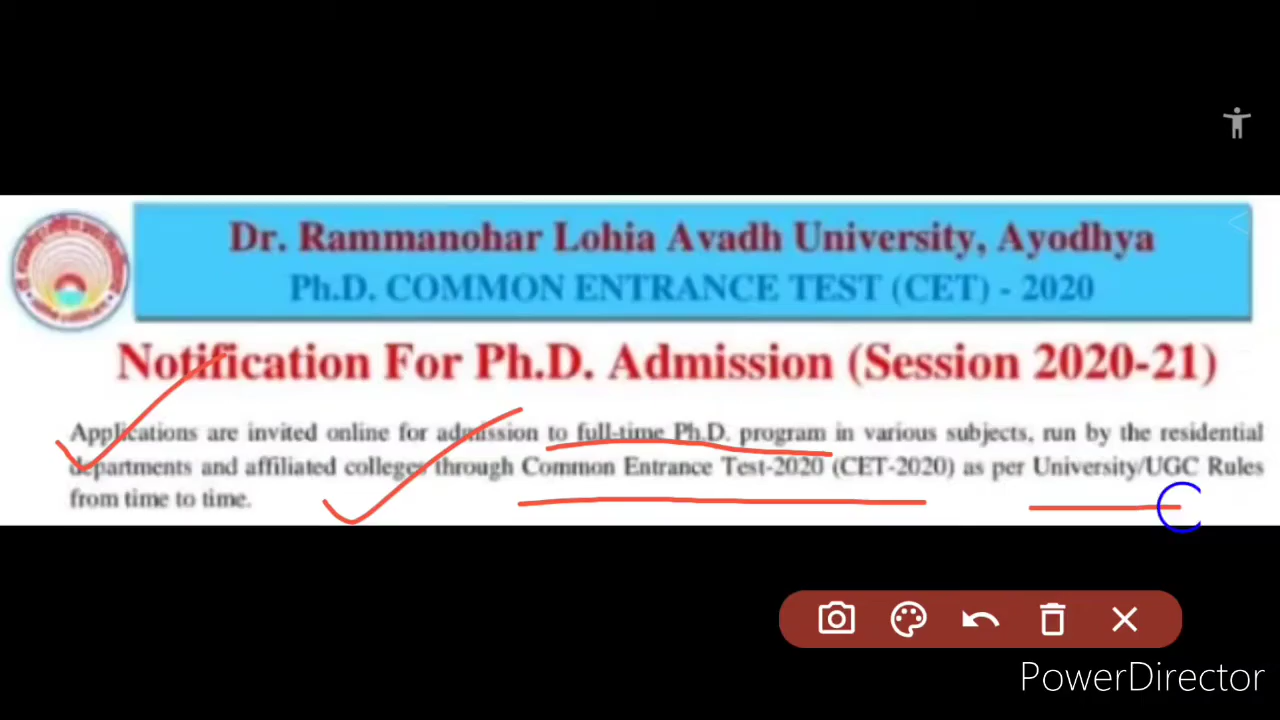 Dr. Rammanohar Lohia Avadh University, Ayodhya
Ph.D. COMMON ENTRANCE TEST (CET) - 2020
Notification For Ph.D. Admission (Session 2020-21)
Applications are invited online for admission to full-time Ph.D. program in various subjects, run by the residential
departments and affiliated colleges through Common Entrance Test-2020 (CET-2020) as per University/UGC Rules
from time to time.
PowerDirector